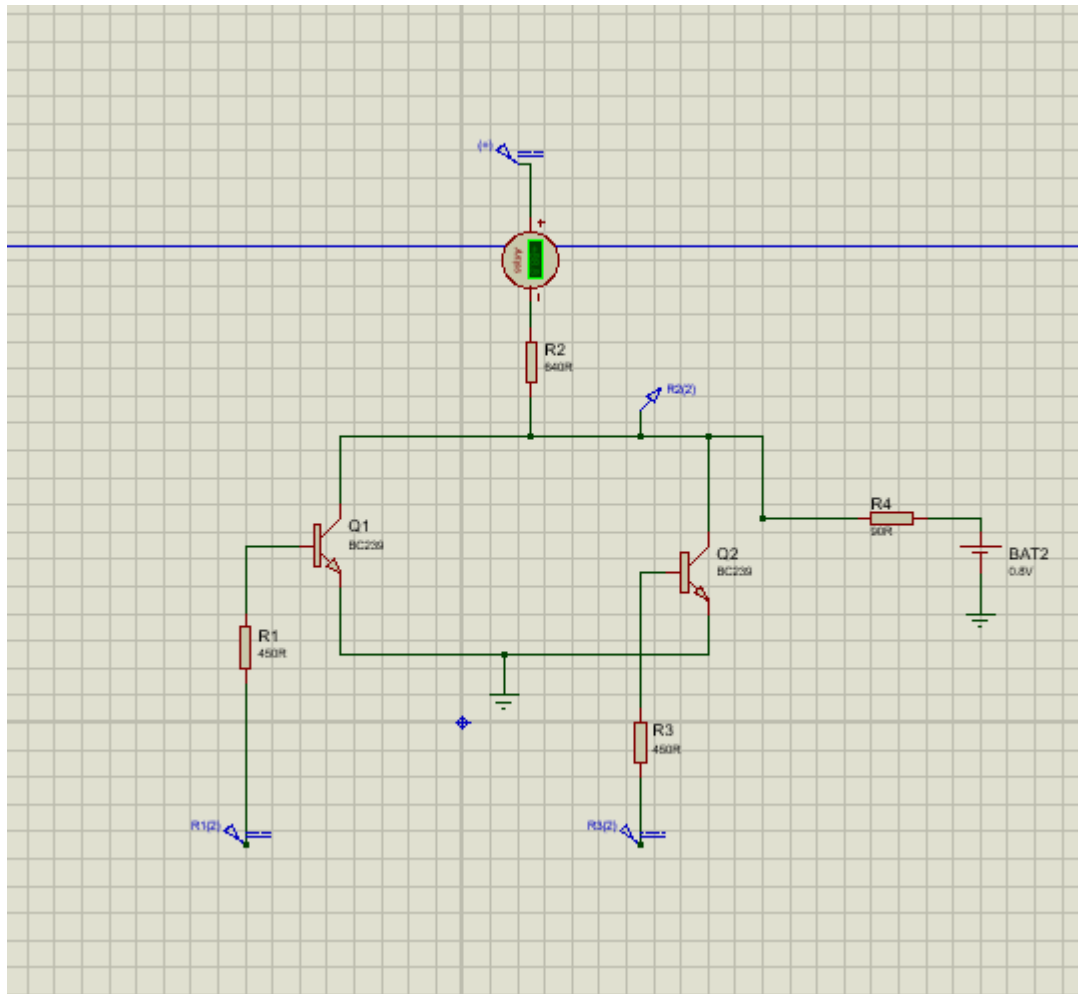 (+)
+
R2
640R
R2(2)
Q1
BC239
R4
90R
Q2
BC239
BAT2
0.8V
R1
450R
R3
450R
R1(2)
R3(2)